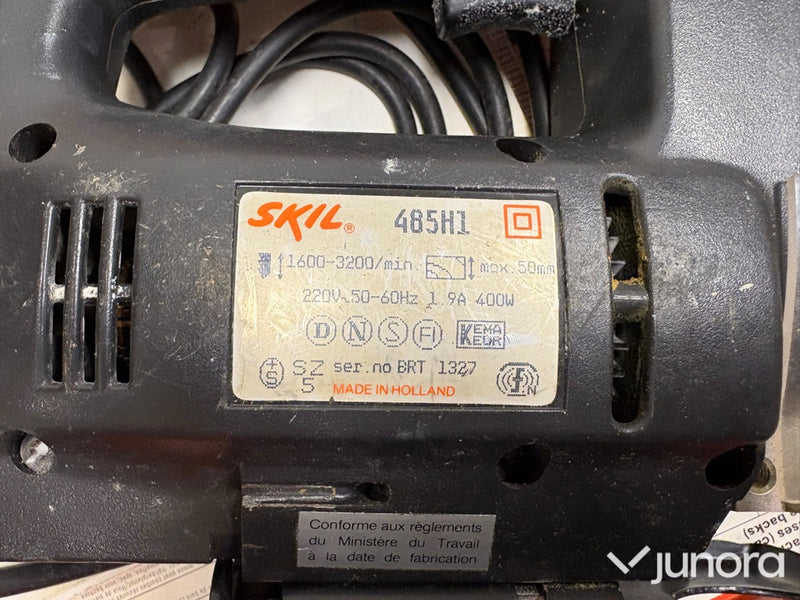 SKIL® 485H1
1600-3200/min. max.50mm
220V~50-60Hz 1.9A 400W
D N S FI KEMA KEUR
+S SZ ser.no BRT 1327
5 MADE IN HOLLAND N
Conforme aux règlements
du Ministère du Travail
à la date de fabrication
junora